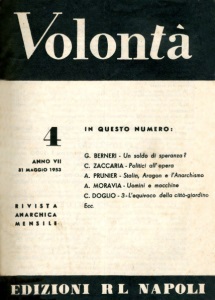 Volontà
4
ANNO VII
31 MAGGIO 1953
RIVISTA
ANARCHICA
MENSILE
IN QUESTO NUMERO:
G. BERNERI - Un soldo di speranza?
C. ZACCARIA - Politici all'opera
A. PRUNIER - Stalin, Aragon e l'Anarchismo
A. MORAVIA - Uomini e macchine
C. DOGLIO - 3 - L'equivoco della città-giardino
Ecc.
EDIZIONI RL NAPOLI